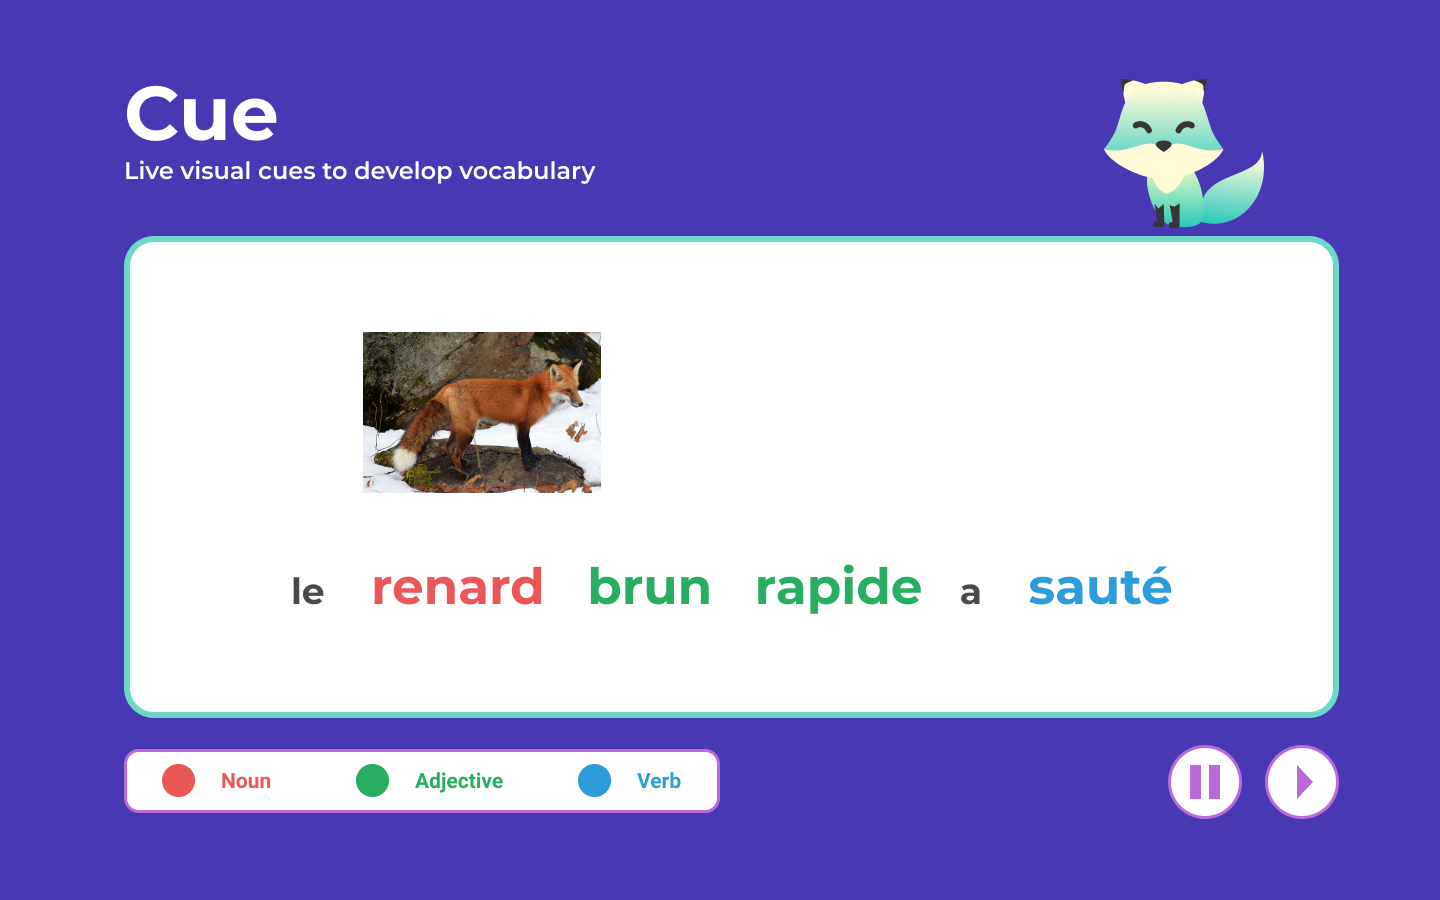 Cue
Live visual cues to develop vocabulary
le renard brun rapide a sauté
Noun Adjective Verb